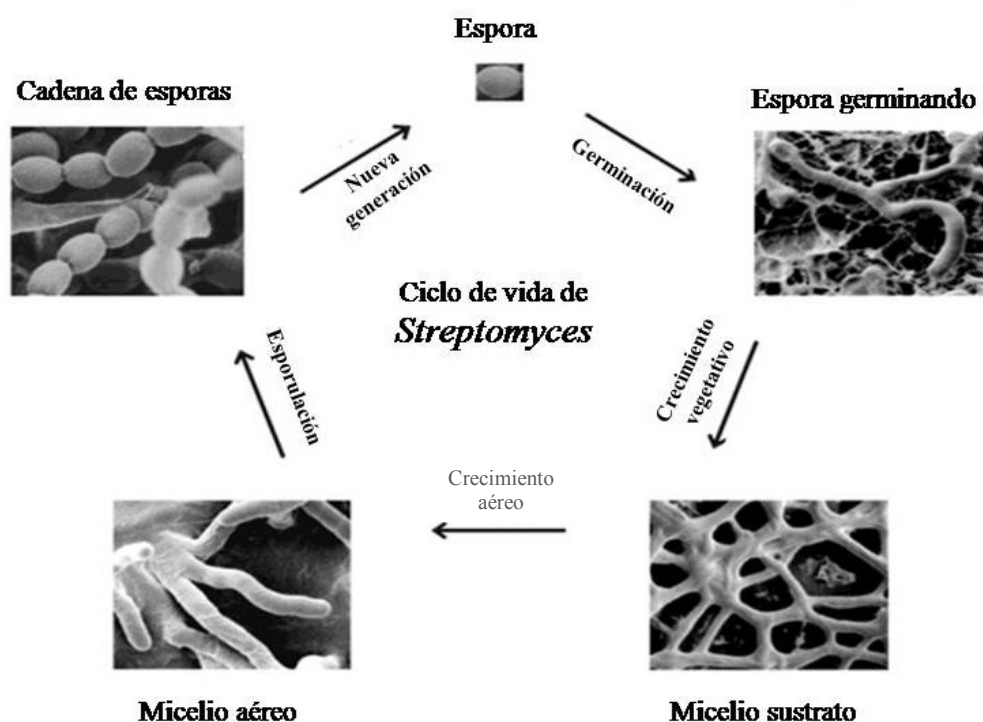 Espora
Cadena de esporas
Espora germinando
Nueva
generación
Germinación
Ciclo de vida de
Streptomyces
Esporulación
Crecimiento
vegetativo
Crecimiento
aéreo
Micelio aéreo
Micelio sustrato